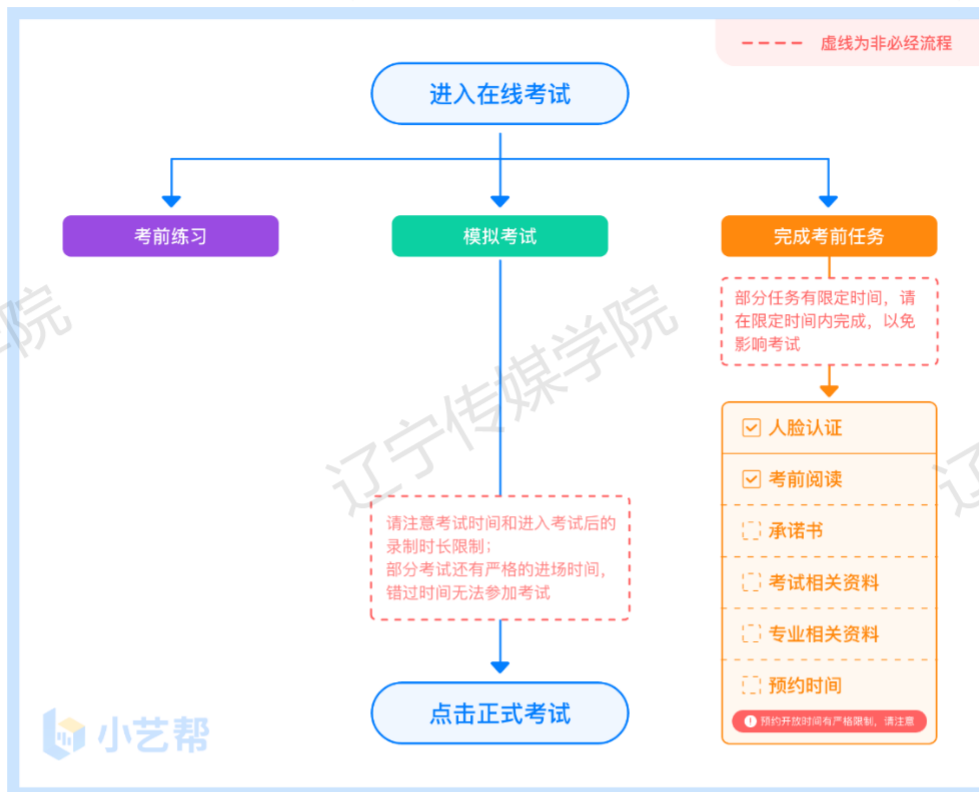 虚线为非必经流程
进入在线考试
考前练习
模拟考试
完成考前任务
部分任务有限定时间，请
在限定时间内完成，以免
影响考试
人脸认证
考前阅读
承诺书
考试相关资料
专业相关资料
预约时间
预约开放时间有严格限制，请注意
请注意考试时间和进入考试后的
录制时长限制；
部分考试还有严格的进场时间，
错过时间无法参加考试
点击正式考试
小艺帮
辽宁传媒学院
学院
辽